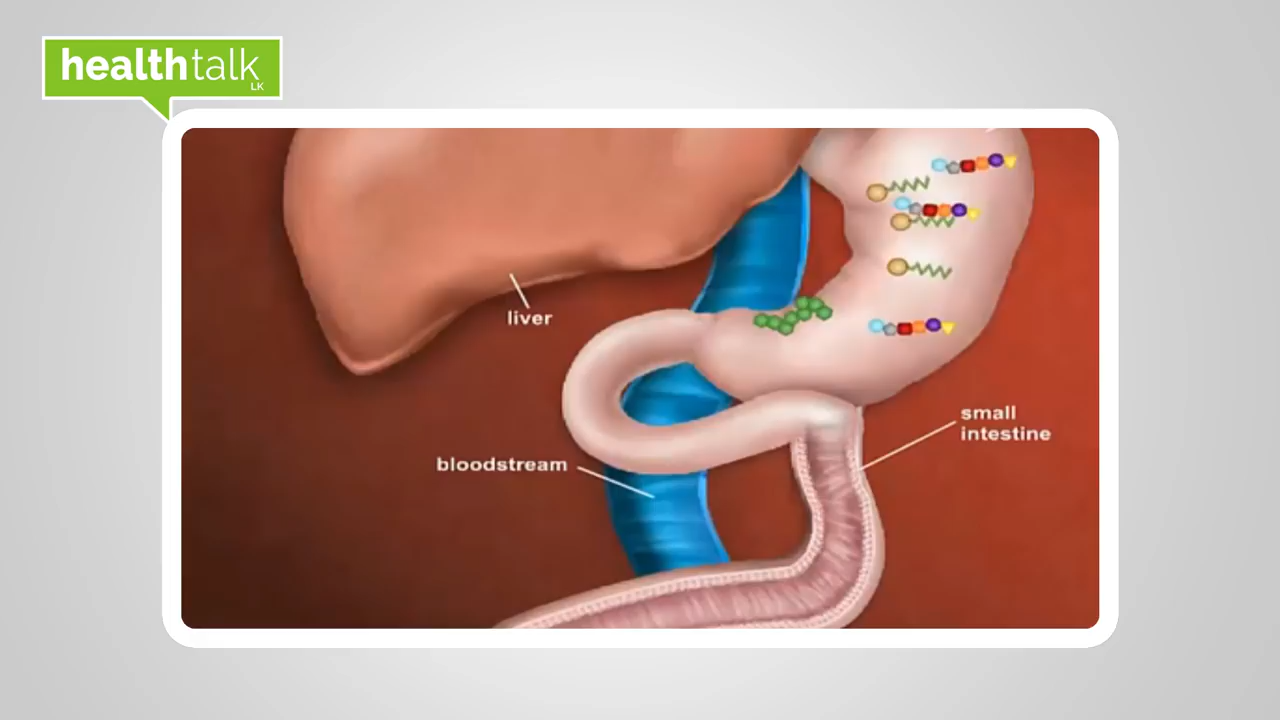 healthtalk
LK
liver
small
intestine
bloodstream